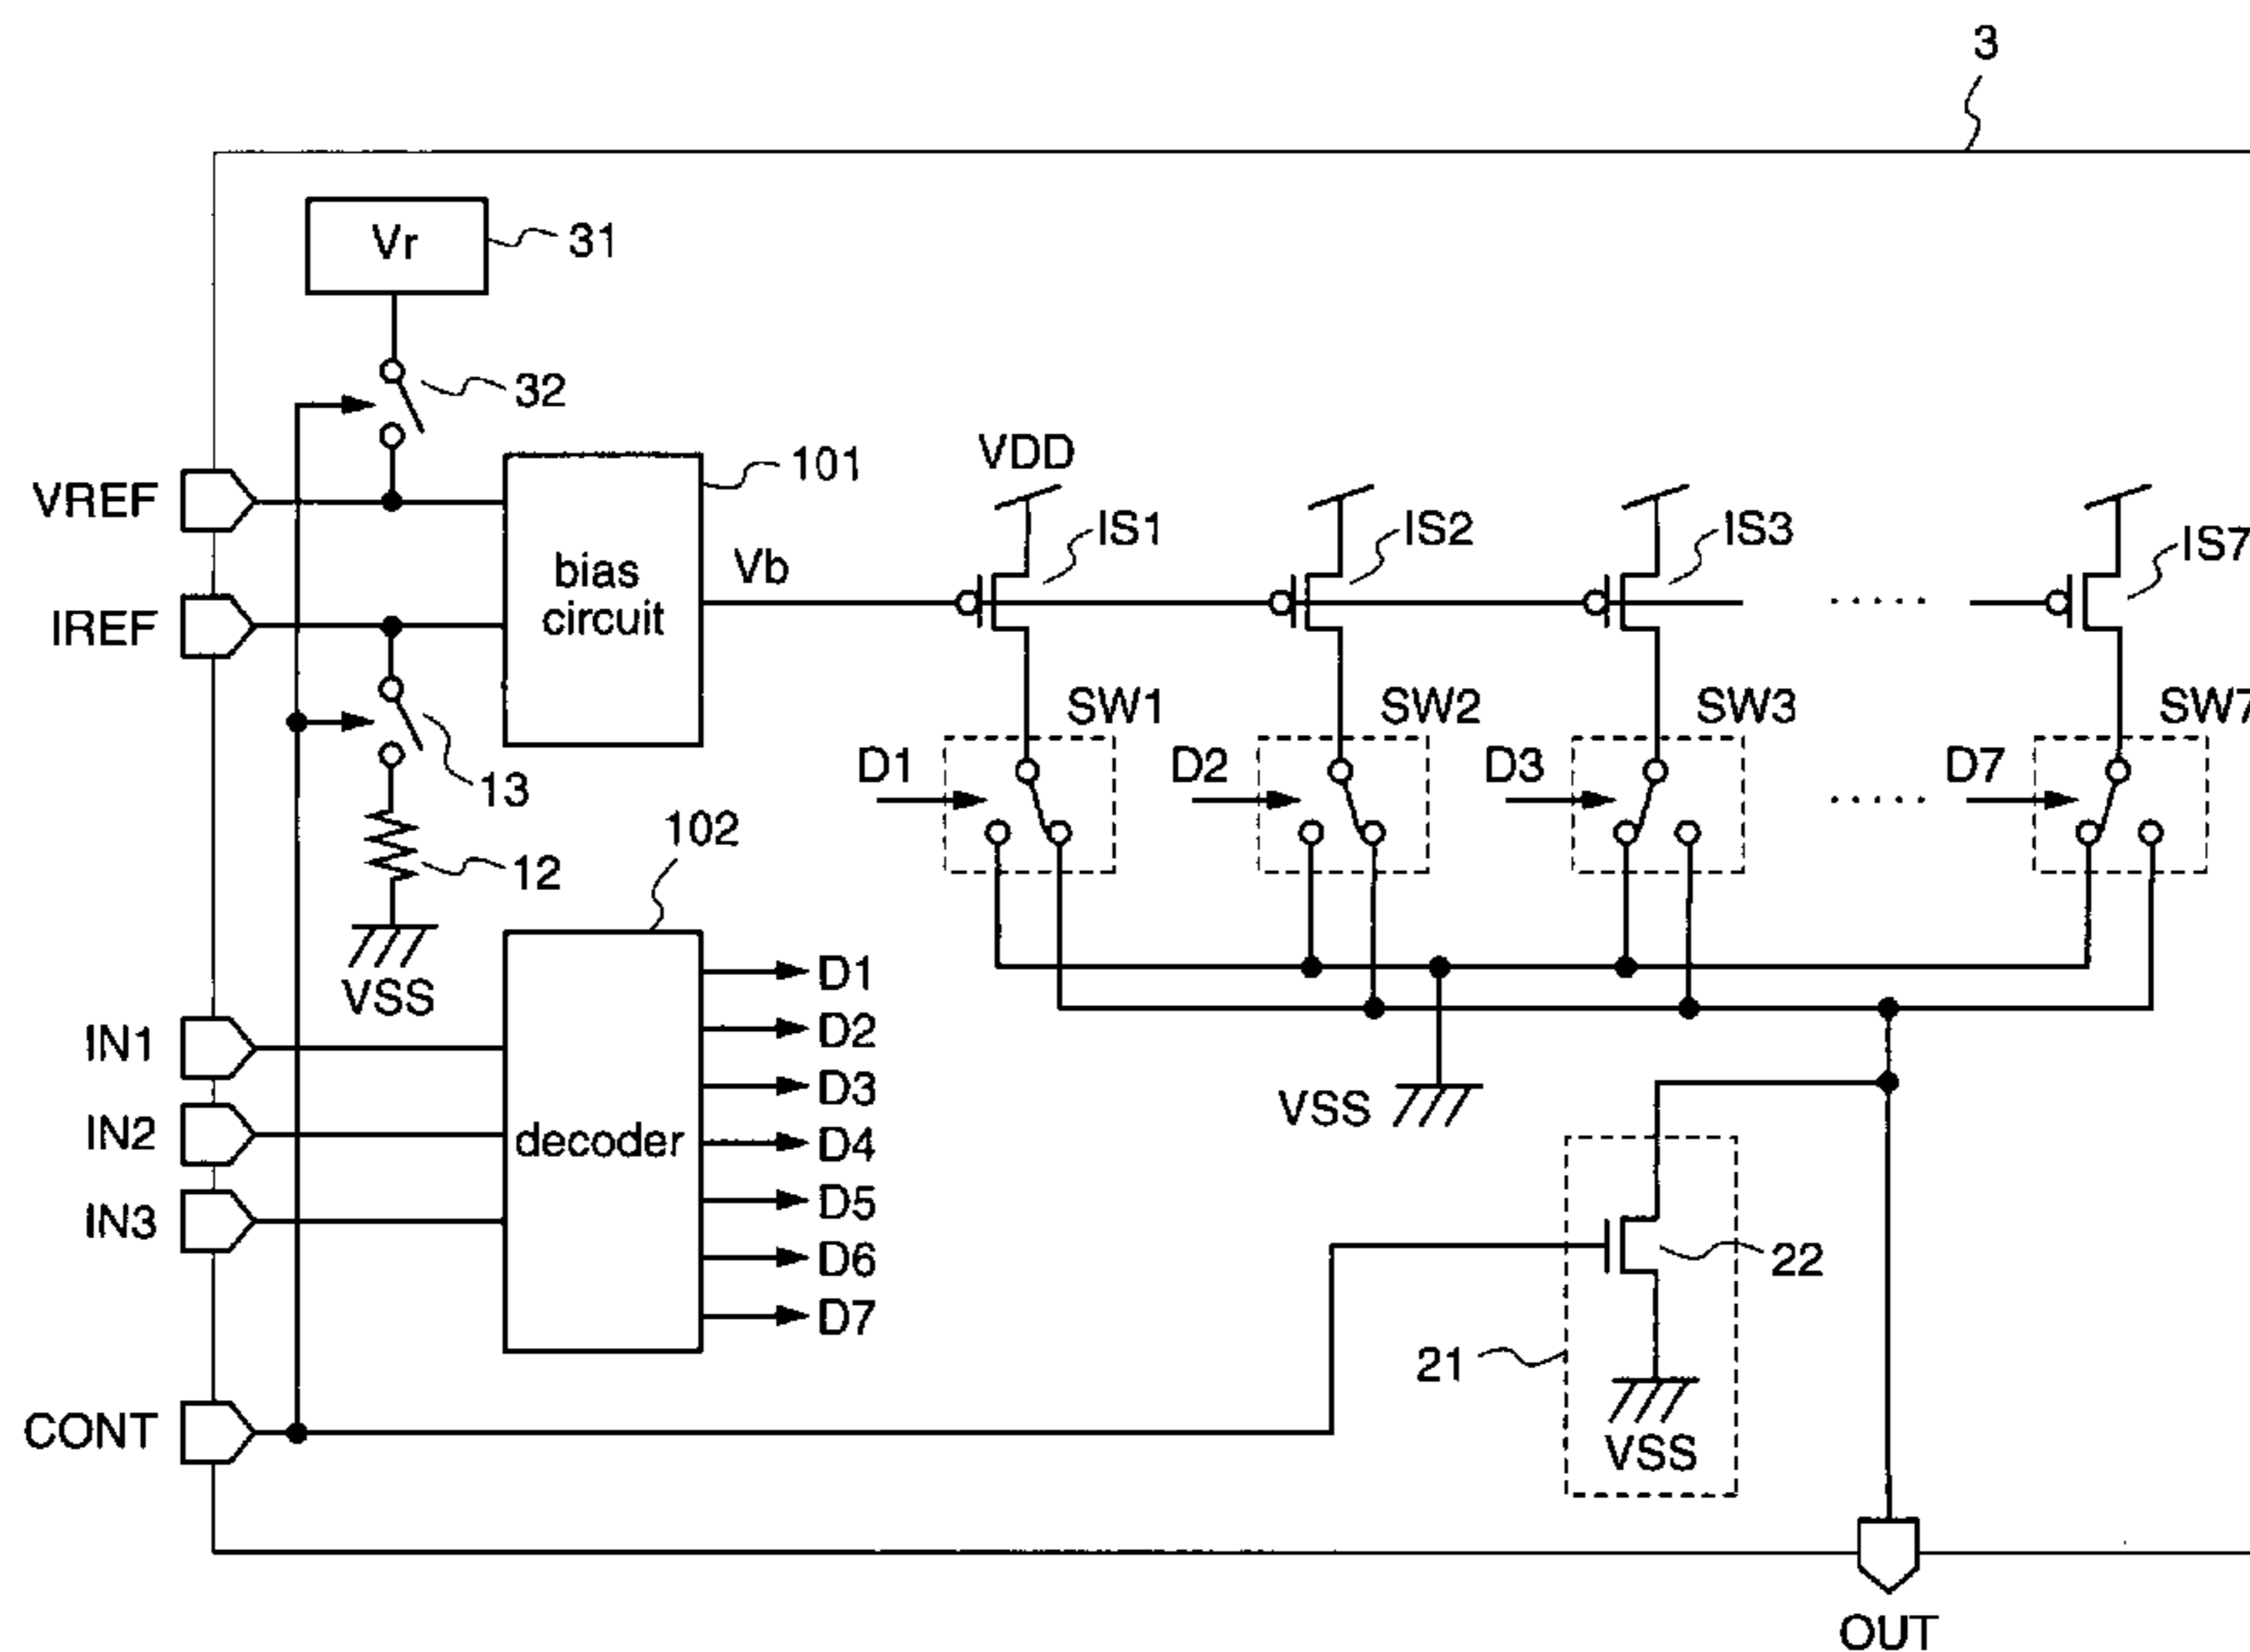 3
Vr
31
32
VREF
101
VDD
bias
circuit
Vb
IS1
IS2
IS3
.....
IS7
IREF
SW1
SW2
SW3
SW7
13
D1
D2
D3
.....
D7
12
VSS
102
decoder
D1
D2
D3
D4
D5
D6
D7
IN1
IN2
IN3
VSS
22
21
VSS
CONT
OUT